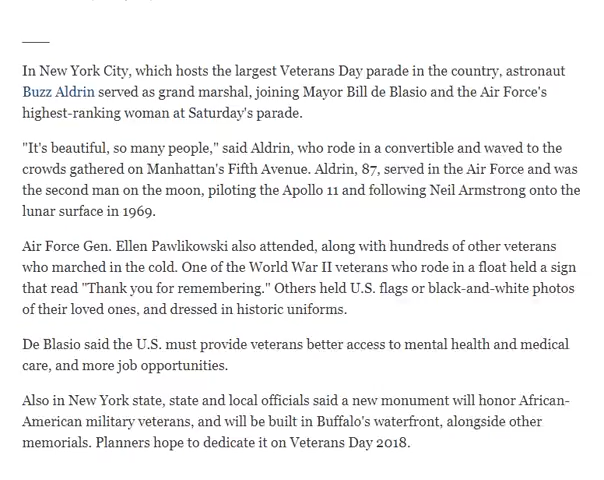 In New York City, which hosts the largest Veterans Day parade in the country, astronaut
Buzz Aldrin served as grand marshal, joining Mayor Bill de Blasio and the Air Force's
highest-ranking woman at Saturday's parade.
"It's beautiful, so many people," said Aldrin, who rode in a convertible and waved to the
crowds gathered on Manhattan's Fifth Avenue. Aldrin, 87, served in the Air Force and was
the second man on the moon, piloting the Apollo 11 and following Neil Armstrong onto the
lunar surface in 1969.
Air Force Gen. Ellen Pawlikowski also attended, along with hundreds of other veterans
who marched in the cold. One of the World War II veterans who rode in a float held a sign
that read "Thank you for remembering." Others held U.S. flags or black-and-white photos
of their loved ones, and dressed in historic uniforms.
De Blasio said the U.S. must provide veterans better access to mental health and medical
care, and more job opportunities.
Also in New York state, state and local officials said a new monument will honor African-
American military veterans, and will be built in Buffalo's waterfront, alongside other
memorials. Planners hope to dedicate it on Veterans Day 2018.